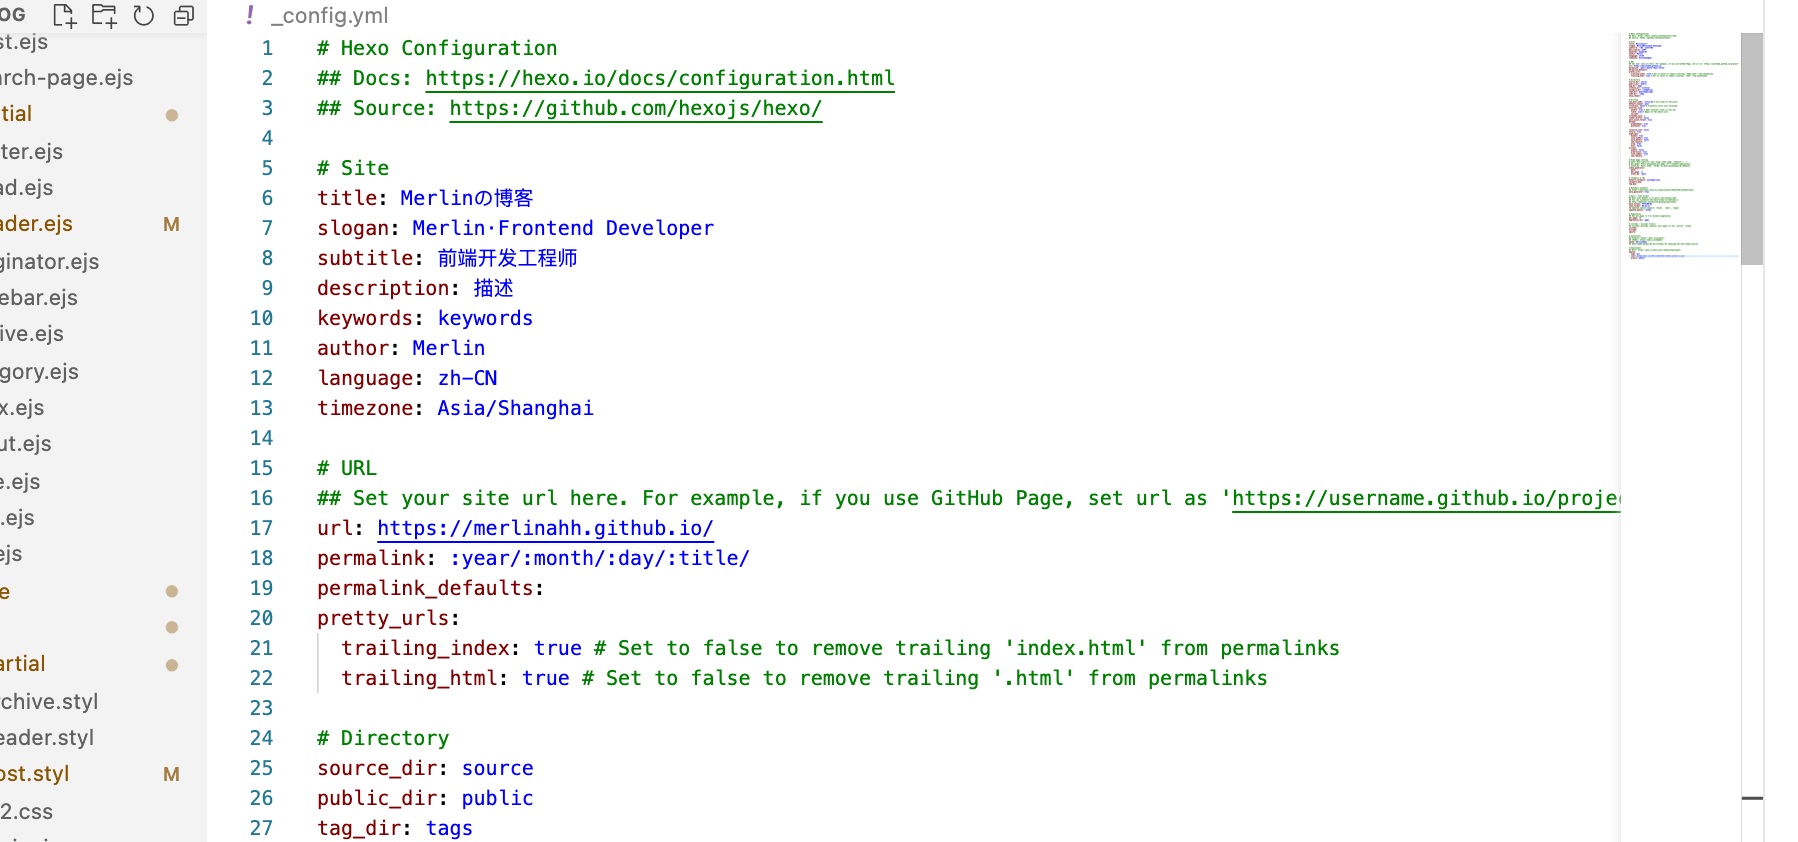 OG
st.ejs
arch-page.ejs
tial
ter.ejs
ad.ejs
ader.ejs M
ginator.ejs
ebar.ejs
ive.ejs
gory.ejs
x.ejs
ut.ejs
e.ejs
.ejs
ejs
e
artial
chive.styl
eader.styl
ost.styl M
2.css
! _config.yml
1 # Hexo Configuration
2 ## Docs: https://hexo.io/docs/configuration.html
3 ## Source: https://github.com/hexojs/hexo/
4
5 # Site
6 title: Merlinの博客
7 slogan: Merlin·Frontend Developer
8 subtitle: 前端开发工程师
9 description: 描述
10 keywords: keywords
11 author: Merlin
12 language: zh-CN
13 timezone: Asia/Shanghai
14
15 # URL
16 ## Set your site url here. For example, if you use GitHub Page, set url as 'https://username.github.io/proje
17 url: https://merlinahh.github.io/
18 permalink: :year/:month/:day/:title/
19 permalink_defaults:
20 pretty_urls:
21 trailing_index: true # Set to false to remove trailing 'index.html' from permalinks
22 trailing_html: true # Set to false to remove trailing '.html' from permalinks
23
24 # Directory
25 source_dir: source
26 public_dir: public
27 tag_dir: tags